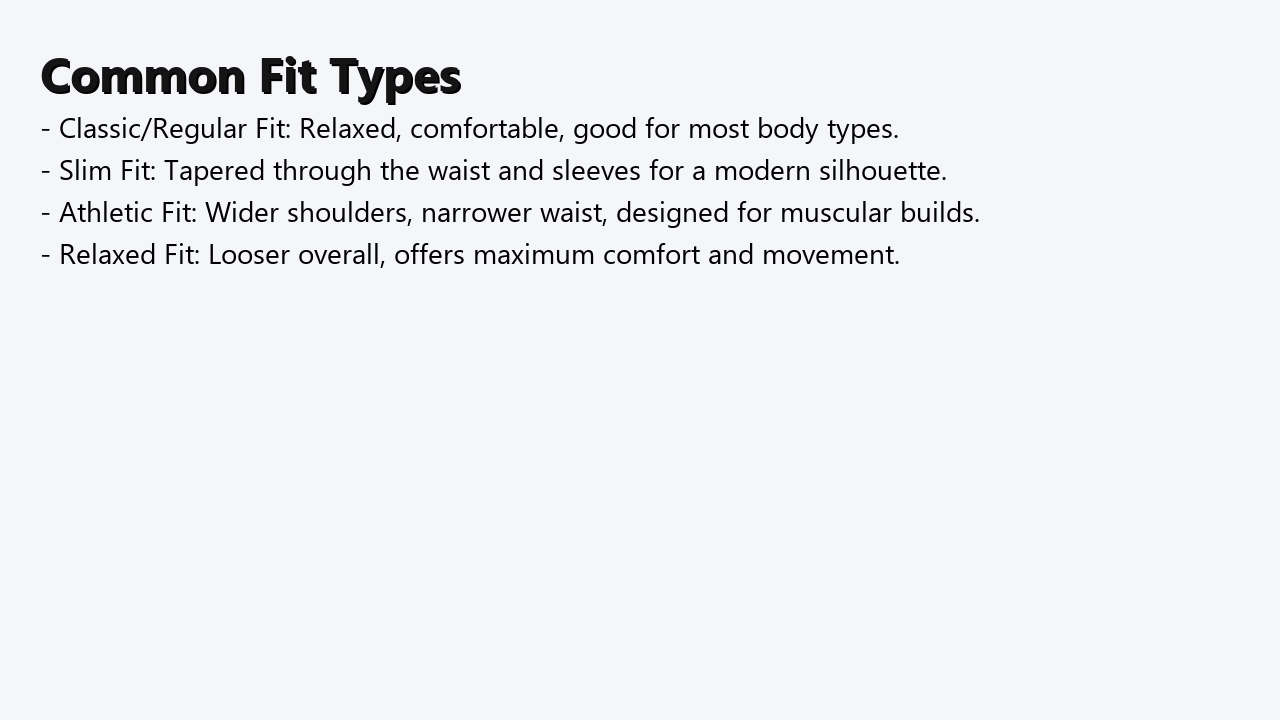 Common Fit Types
- Classic/Regular Fit: Relaxed, comfortable, good for most body types.
- Slim Fit: Tapered through the waist and sleeves for a modern silhouette.
- Athletic Fit: Wider shoulders, narrower waist, designed for muscular builds.
- Relaxed Fit: Looser overall, offers maximum comfort and movement.